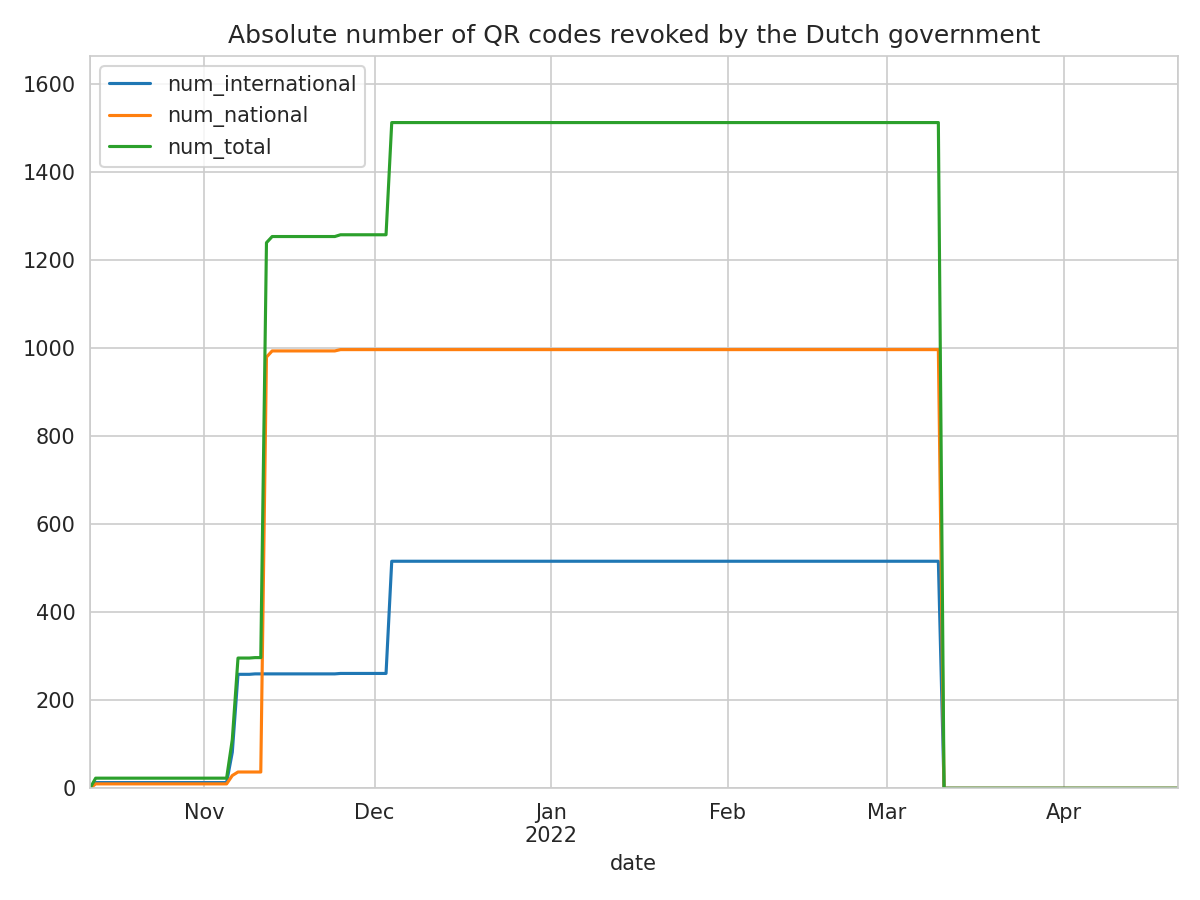 Absolute number of QR codes revoked by the Dutch government
num_international
num_national
num_total
1600
1400
1200
1000
800
600
400
200
0
Nov Dec Jan Feb Mar Apr
2022
date